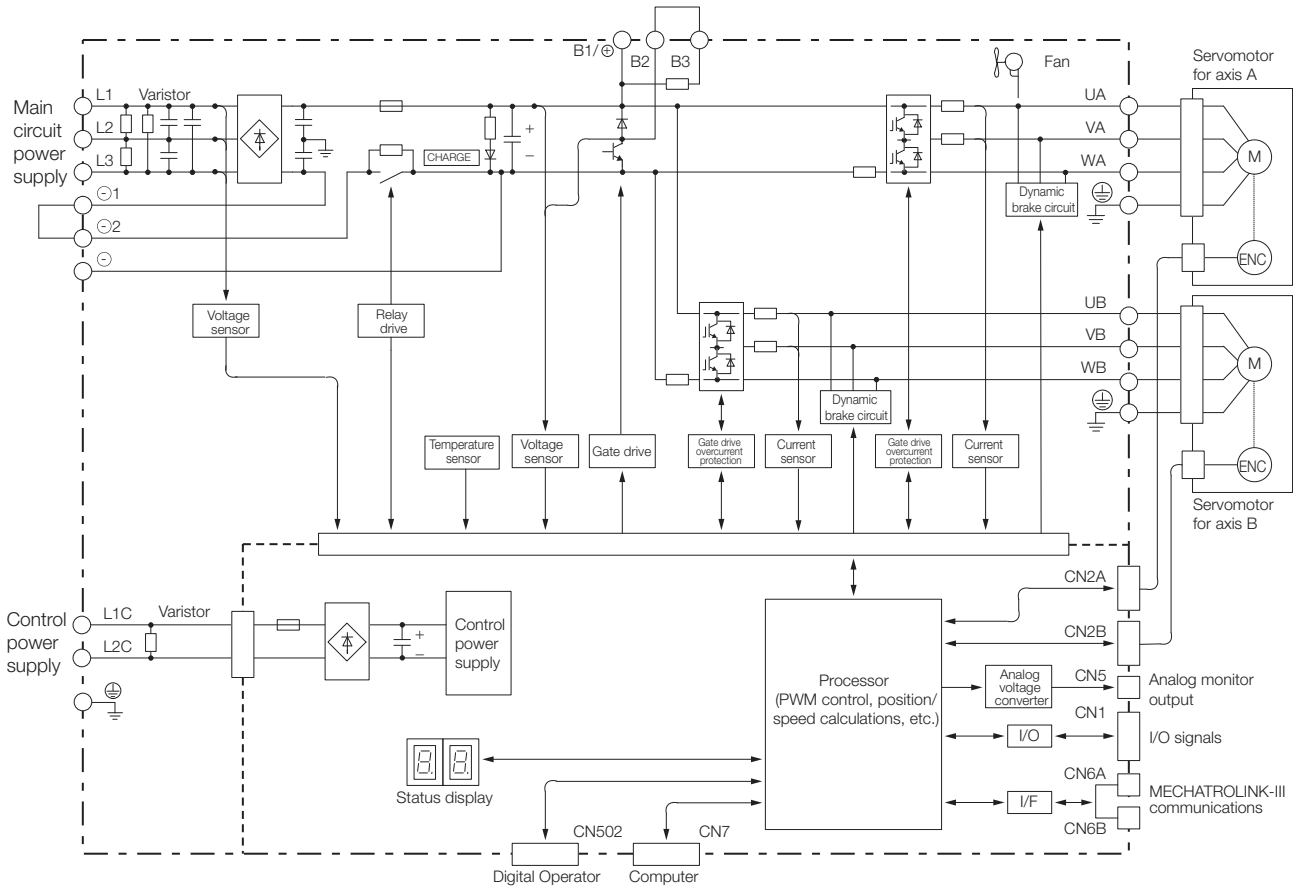 B1/⊕
B2
B3
Fan
Servomotor
for axis A
Main
circuit
power
supply
L1
Varistor
L2
L3
⊖1
⊖2
⊖
CHARGE
+
−
UA
VA
WA
M
ENC
Dynamic
brake circuit
Voltage
sensor
Relay
drive
UB
VB
WB
M
ENC
Dynamic
brake circuit
Servomotor
for axis B
Temperature
sensor
Voltage
sensor
Gate drive
Gate drive
overcurrent
protection
Current
sensor
Gate drive
overcurrent
protection
Current
sensor
Control
power
supply
L1C
Varistor
L2C
+
−
Control
power
supply
Processor
(PWM control, position/
speed calculations, etc.)
CN2A
CN2B
Analog
voltage
converter
CN5
Analog monitor
output
CN1
I/O
I/O signals
CN6A
I/F
MECHATROLINK-III
communications
CN6B
8. 8.
Status display
CN502
CN7
Digital Operator
Computer